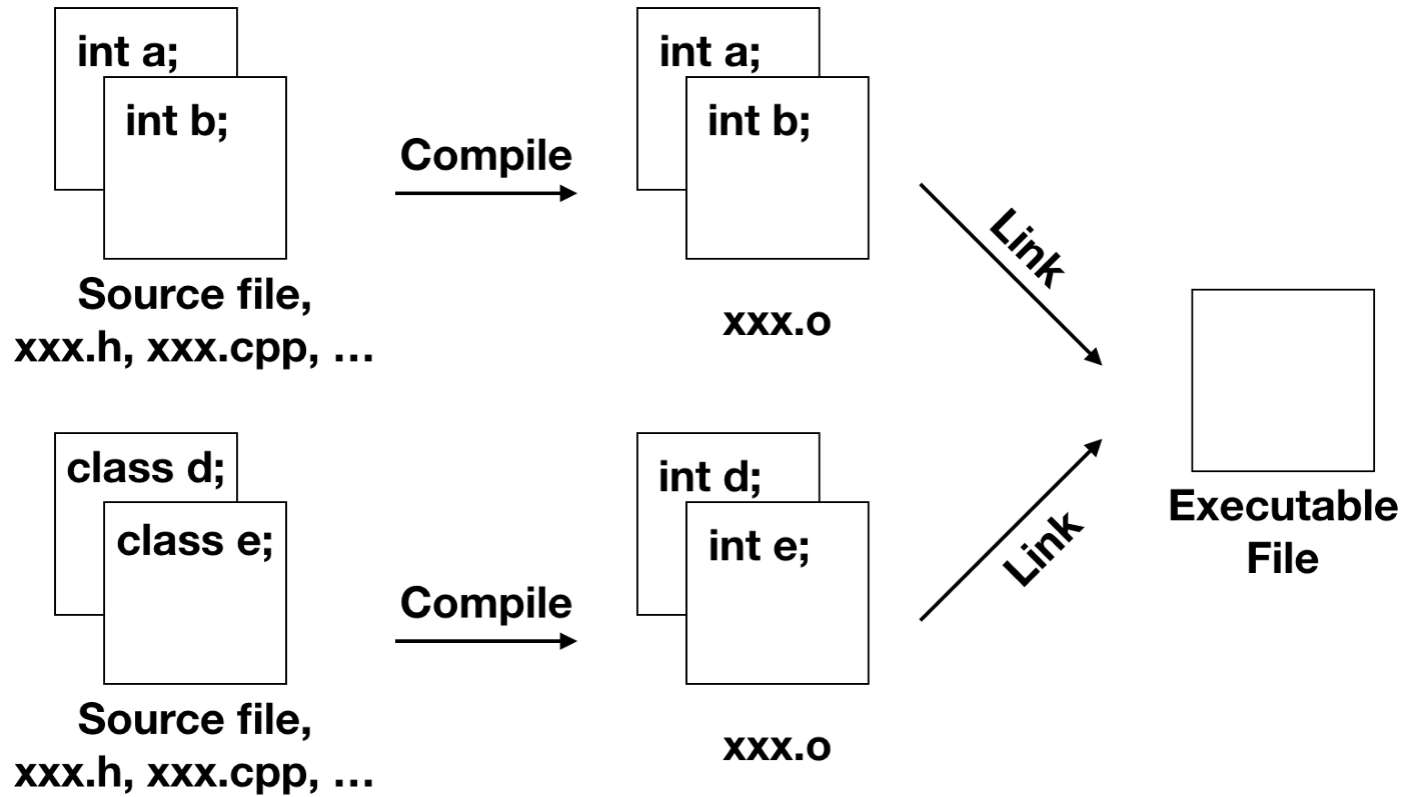 int a;
int b;
Compile
Source file,
xxx.h, xxx.cpp, …
int a;
int b;
xxx.o
Link
class d;
class e;
Compile
Source file,
xxx.h, xxx.cpp, …
int d;
int e;
xxx.o
Link
Executable
File